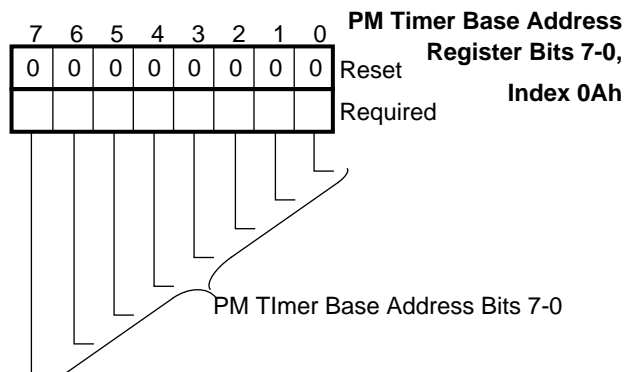 PM Timer Base Address
Register Bits 7-0,
Index 0Ah
7 6 5 4 3 2 1 0
0 0 0 0 0 0 0 0 Reset
Required
PM TImer Base Address Bits 7-0